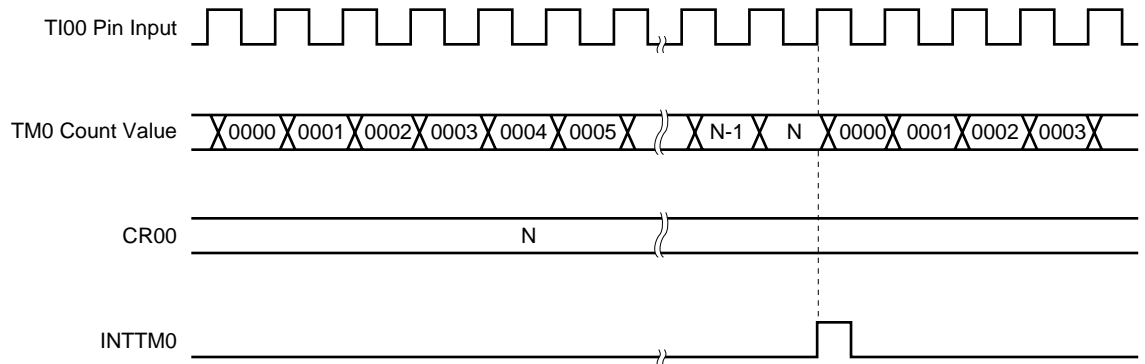 TI00 Pin Input
TM0 Count Value 0000 0001 0002 0003 0004 0005 N-1 N 0000 0001 0002 0003
CR00 N
INTTM0